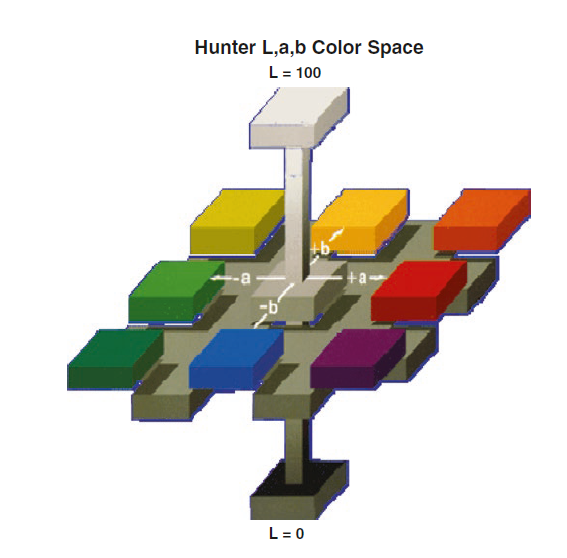 Hunter L,a,b Color Space
L = 100
+b
-a
+a
-b
L = 0